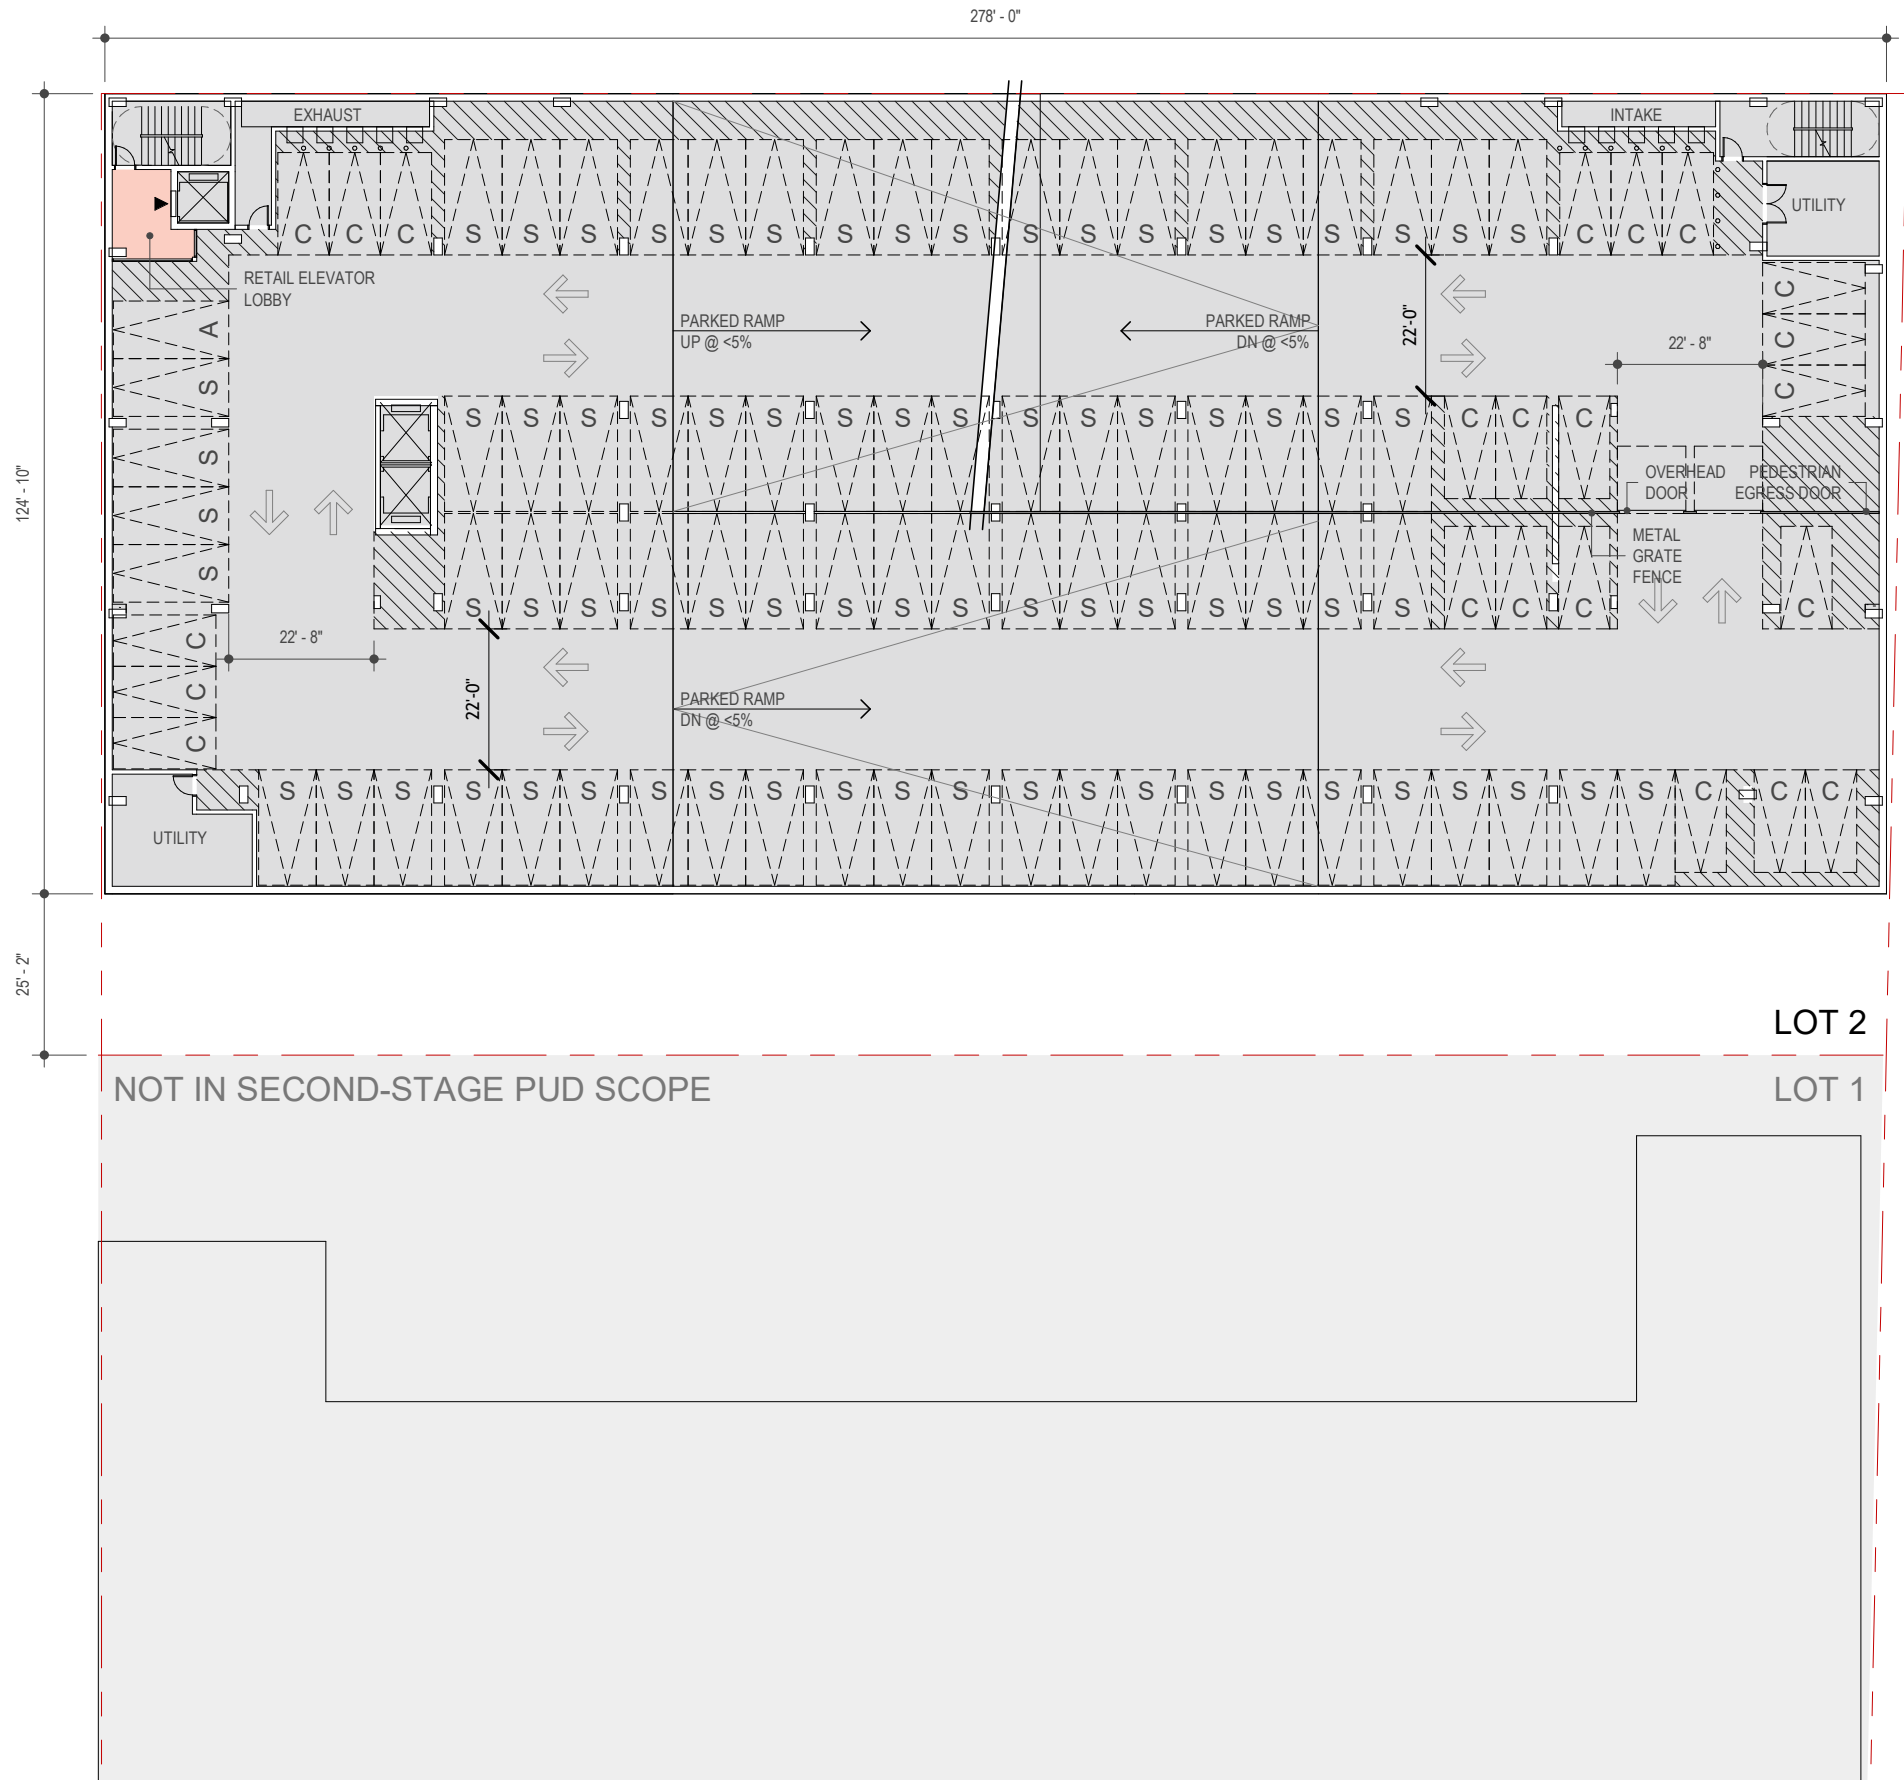 278' - 0"
EXHAUST
INTAKE
UTILITY
C C C S S S S S S S S S S S S S S S S S S C C C
RETAIL ELEVATOR
LOBBY
PARKED RAMP
UP @ <5%
PARKED RAMP
DN @ <5%
22'-0"
22' - 8"
C
C
C
A
S
S
S
S
C
C
C
S S S S S S S S S S S S S S S S C C C
OVERHEAD
DOOR
PEDESTRIAN
EGRESS DOOR
METAL
GRATE
FENCE
124' - 10"
S S S S S S S S S S S S S S S S C C C C
22' - 8"
22'-0"
PARKED RAMP
DN @ <5%
S S S S S S S S S S S S S S S S S S S S S S S C C C
UTILITY
25' - 2"
LOT 2
NOT IN SECOND-STAGE PUD SCOPE
LOT 1